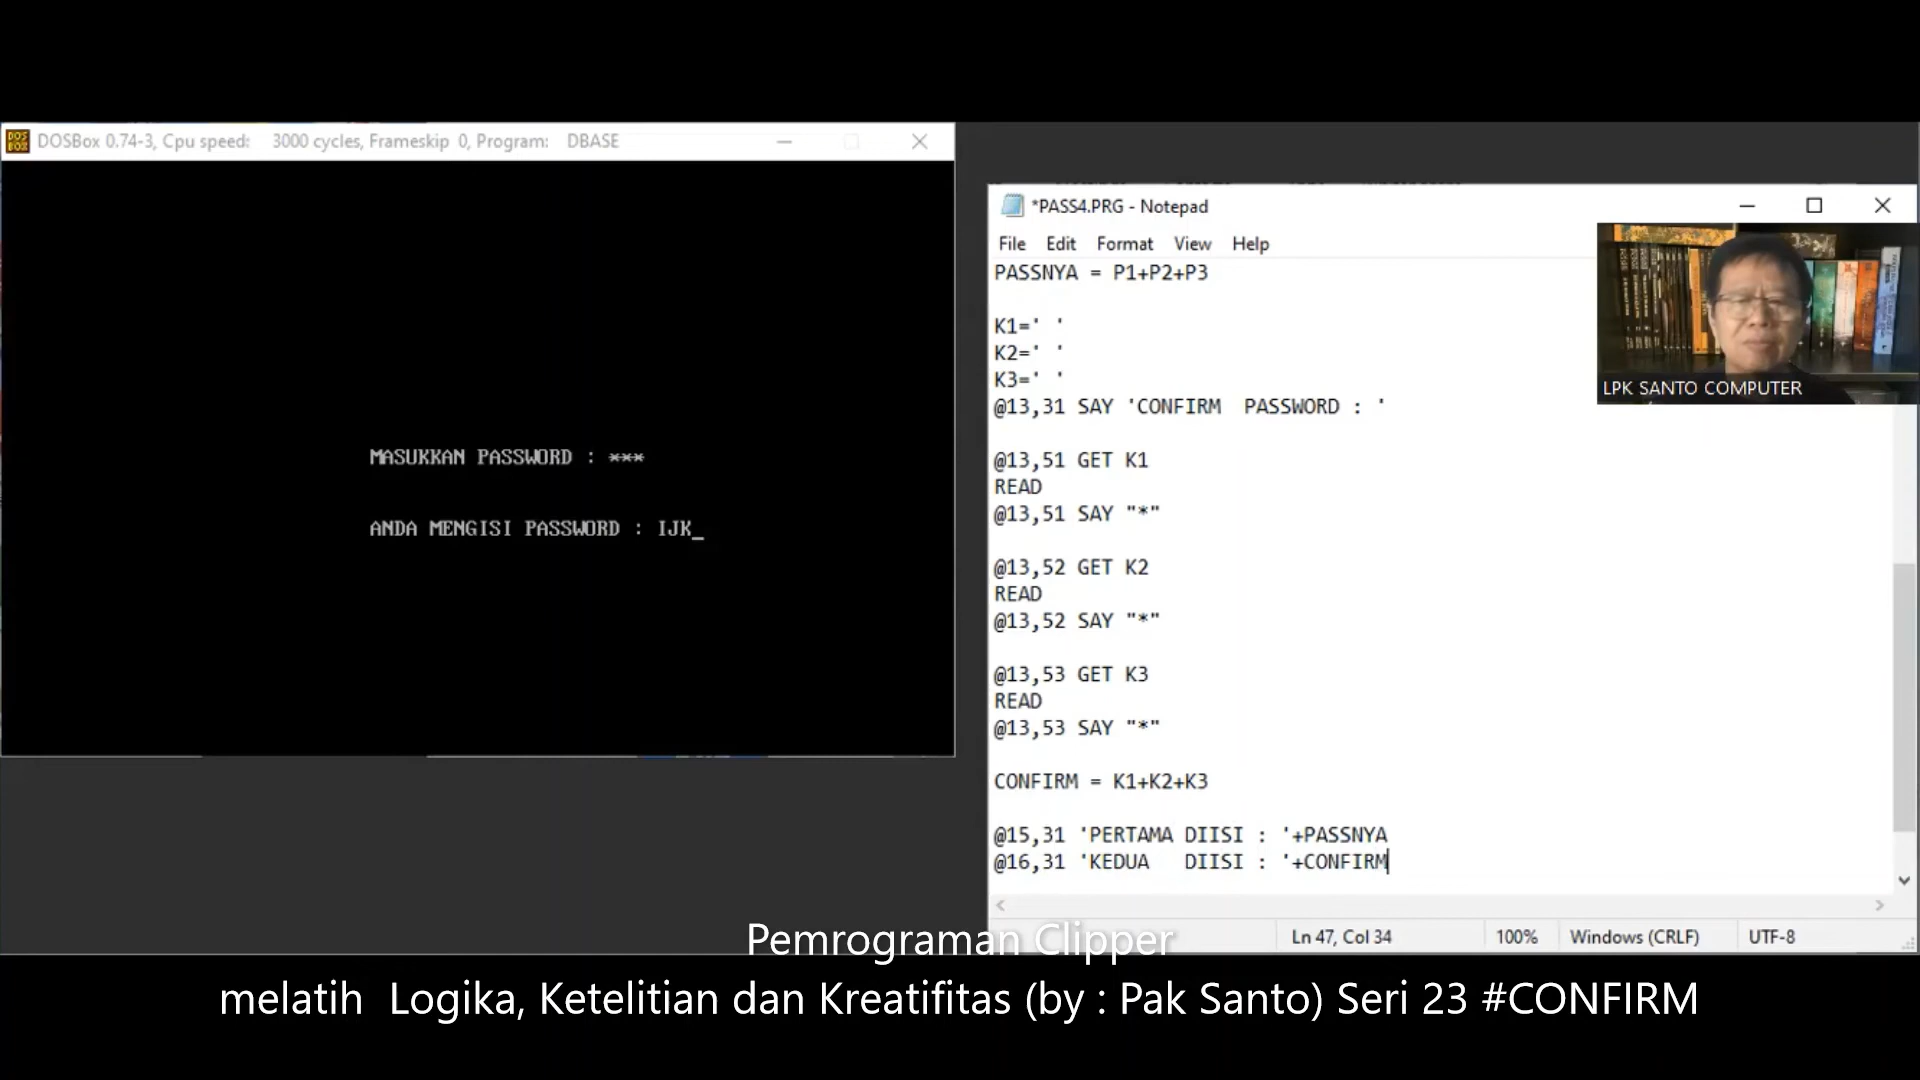 DOSBox 0.74-3, Cpu speed: 3000 cycles, Frameskip 0, Program: DBASE
MASUKKAN PASSWORD : ***
ANDA MENGISI PASSWORD : IJK_
*PASS4.PRG - Notepad
File Edit Format View Help
PASSNYA = P1+P2+P3
K1=' '
K2=' '
K3=' '
@13,31 SAY 'CONFIRM  PASSWORD : '
@13,51 GET K1
READ
@13,51 SAY "*"
@13,52 GET K2
READ
@13,52 SAY "*"
@13,53 GET K3
READ
@13,53 SAY "*"
CONFIRM = K1+K2+K3
@15,31 'PERTAMA DIISI : '+PASSNYA
@16,31 'KEDUA   DIISI : '+CONFIRM
Ln 47, Col 34 100% Windows (CRLF) UTF-8
LPK SANTO COMPUTER
Pemrograman Clipper
melatih  Logika, Ketelitian dan Kreatifitas (by : Pak Santo) Seri 23 #CONFIRM